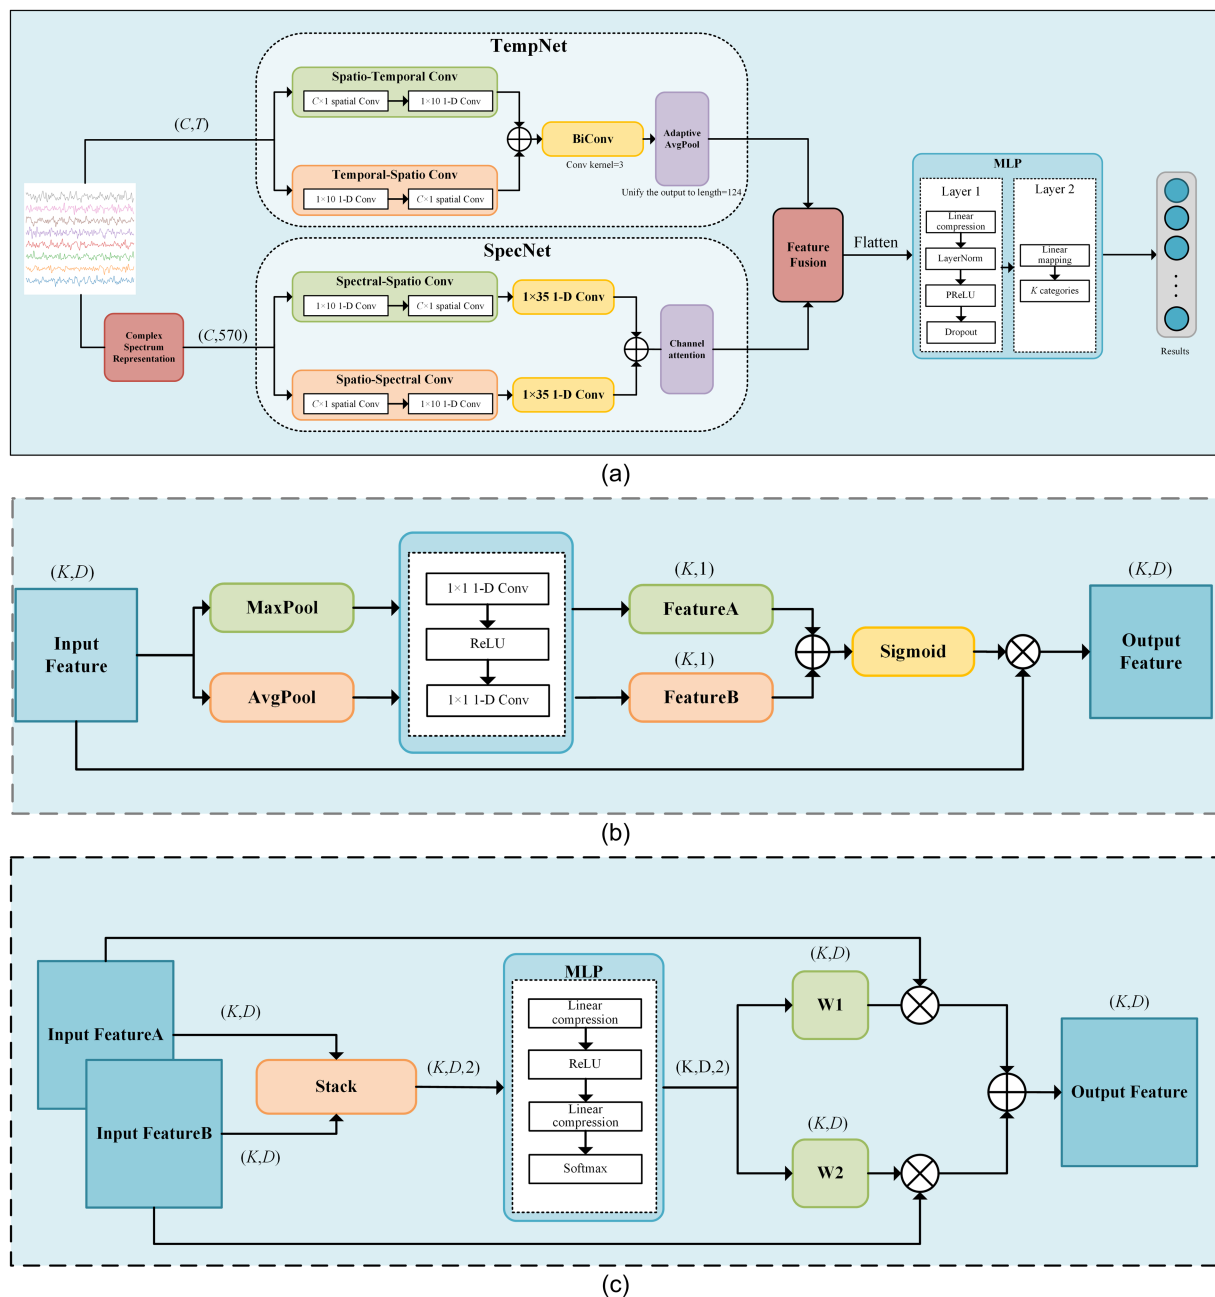 TempNet
Spatio-Temporal Conv
C×1 spatial Conv
1×10 1-D Conv
(C,T)
BiConv
Conv kernel=3
Adaptive
AvgPool
Unify the output to length=124
Temporal-Spatio Conv
1×10 1-D Conv
C×1 spatial Conv
SpecNet
Spectral-Spatio Conv
1×10 1-D Conv
C×1 spatial Conv
1×35 1-D Conv
Complex
Spectrum
Representation
(C,570)
Channel
attention
Spatio-Spectral Conv
C×1 spatial Conv
1×10 1-D Conv
1×35 1-D Conv
Feature
Fusion
Flatten
MLP
Layer 1
Linear
compression
LayerNorm
PReLU
Dropout
Layer 2
Linear
mapping
K categories
Results
(a)
(K,D)
Input
Feature
MaxPool
AvgPool
1×1 1-D Conv
ReLU
1×1 1-D Conv
(K,1)
FeatureA
(K,1)
FeatureB
Sigmoid
(K,D)
Output
Feature
(b)
Input FeatureA
(K,D)
Input FeatureB
(K,D)
Stack
(K,D,2)
MLP
Linear
compression
ReLU
Linear
compression
Softmax
(K,D,2)
(K,D)
W1
(K,D)
W2
(K,D)
Output Feature
(c)